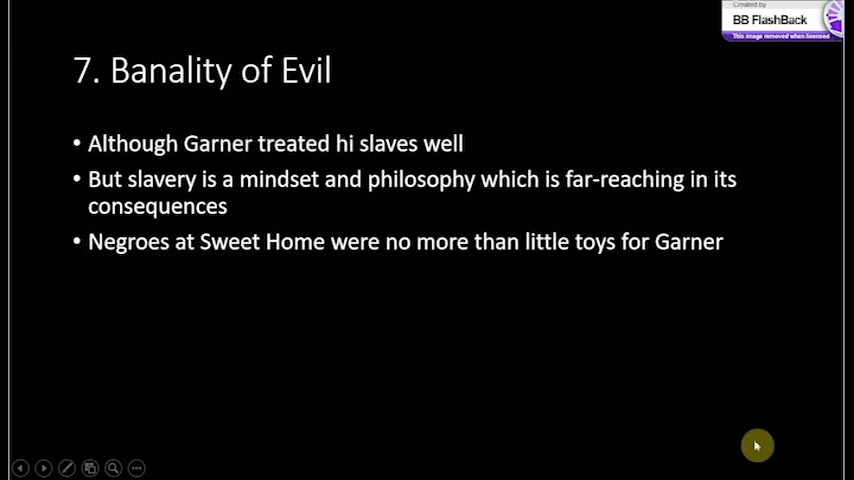 Created by
BB FlashBack
This image removed when licensed
7. Banality of Evil
• Although Garner treated hi slaves well
• But slavery is a mindset and philosophy which is far-reaching in its
consequences
• Negroes at Sweet Home were no more than little toys for Garner